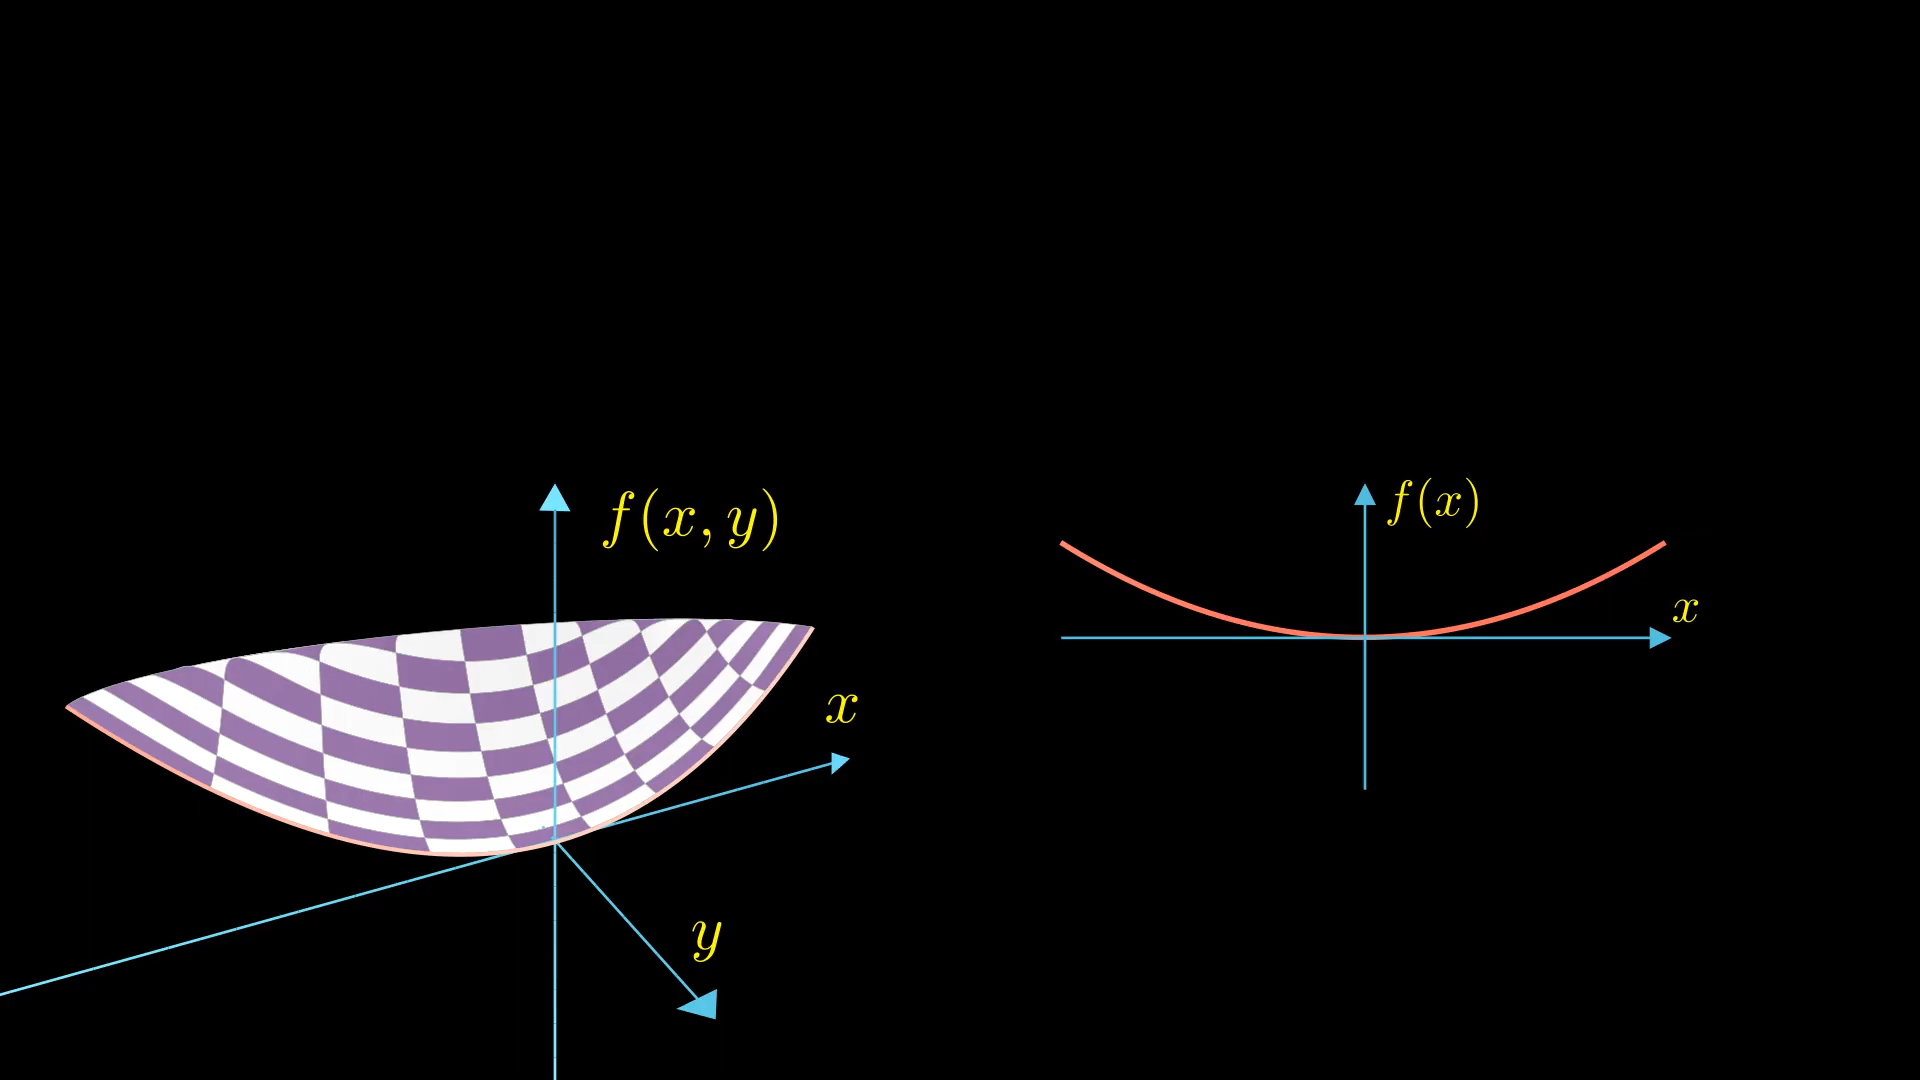 f(x, y)
x
y
f(x)
x